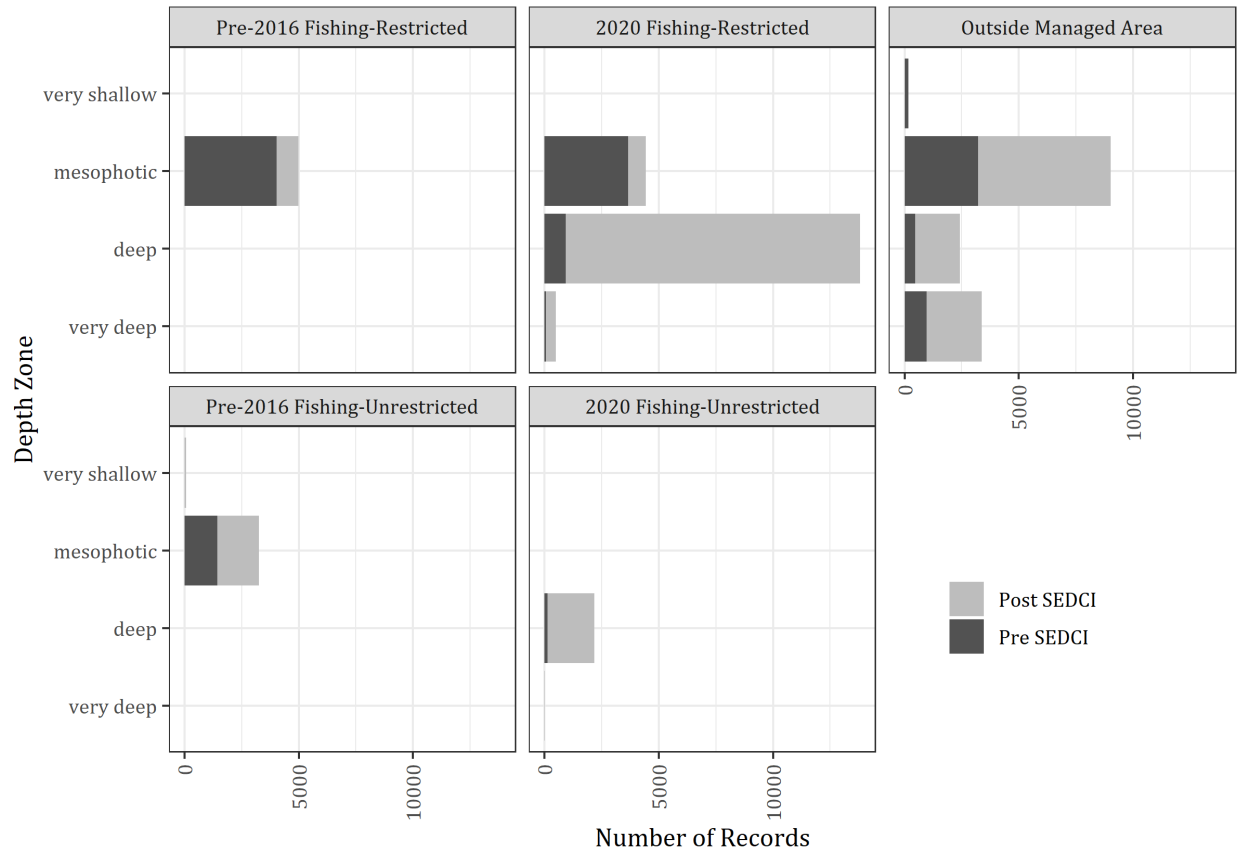 Pre-2016 Fishing-Restricted
2020 Fishing-Restricted
Outside Managed Area
very shallow
mesophotic
deep
very deep
0
5000
10000
Pre-2016 Fishing-Unrestricted
2020 Fishing-Unrestricted
very shallow
mesophotic
deep
very deep
0
5000
10000
0
5000
10000
Depth Zone
Number of Records
Post SEDCI
Pre SEDCI